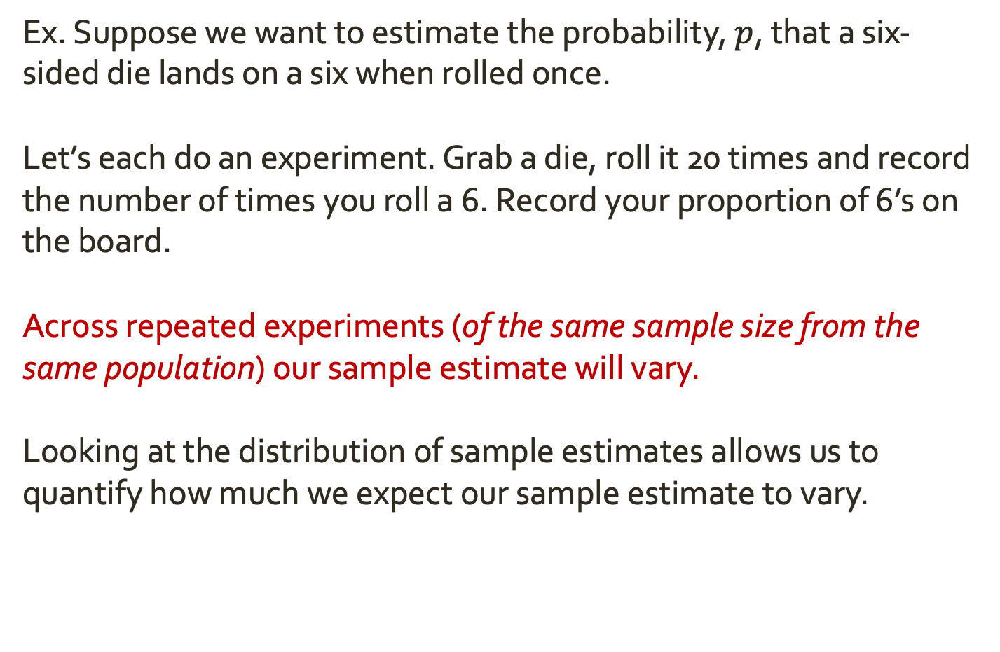 Ex. Suppose we want to estimate the probability, 𝑝, that a six-
sided die lands on a six when rolled once.
Let’s each do an experiment. Grab a die, roll it 20 times and record
the number of times you roll a 6. Record your proportion of 6’s on
the board.
Across repeated experiments (of the same sample size from the
same population) our sample estimate will vary.
Looking at the distribution of sample estimates allows us to
quantify how much we expect our sample estimate to vary.